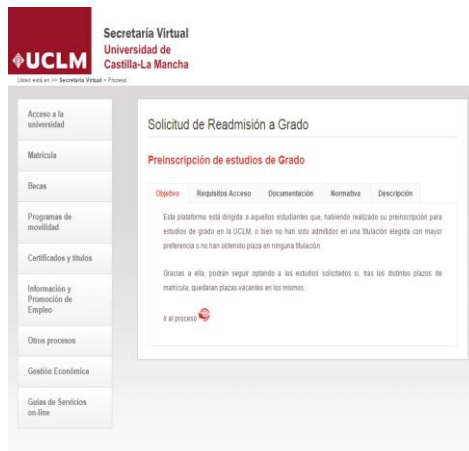 Secretaría Virtual
Universidad de
Castilla-La Mancha
UCLM
Usted está en >> Secretaría Virtual > Proceso
Acceso a la
universidad
Matrícula
Becas
Programas de
movilidad
Certificados y títulos
Información y
Promoción de
Empleo
Otros procesos
Gestión Económica
Guías de Servicios
on-line
Solicitud de Readmisión a Grado
Preinscripción de estudios de Grado
Objetivo Requisitos Acceso Documentación Normativa Descripción
Esta plataforma está dirigida a aquellos estudiantes que, habiendo realizado su preinscripción para
estudios de grado en la UCLM, o bien no han sido admitidos en una titulación elegida con mayor
preferencia o no han obtenido plaza en ninguna titulación.
Gracias a ella, podrán seguir optando a los estudios solicitados si, tras los distintos plazos de
matrícula, quedaran plazas vacantes en los mismos.
Ir al proceso